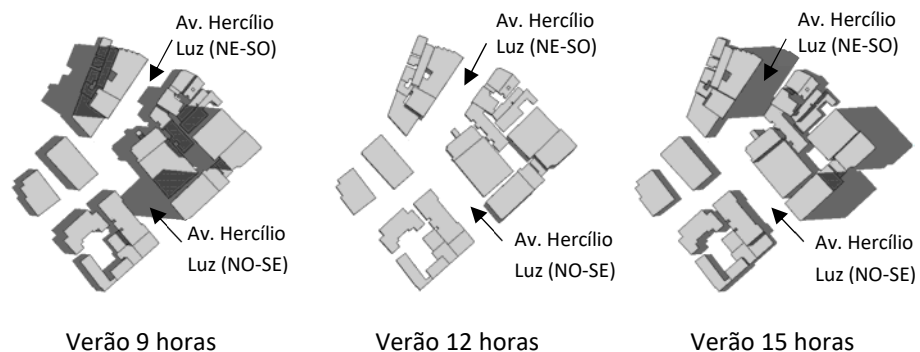 Av. Hercílio
Luz (NE-SO)
Av. Hercílio
Luz (NO-SE)
Verão 9 horas
Av. Hercílio
Luz (NE-SO)
Av. Hercílio
Luz (NO-SE)
Verão 12 horas
Av. Hercílio
Luz (NE-SO)
Av. Hercílio
Luz (NO-SE)
Verão 15 horas